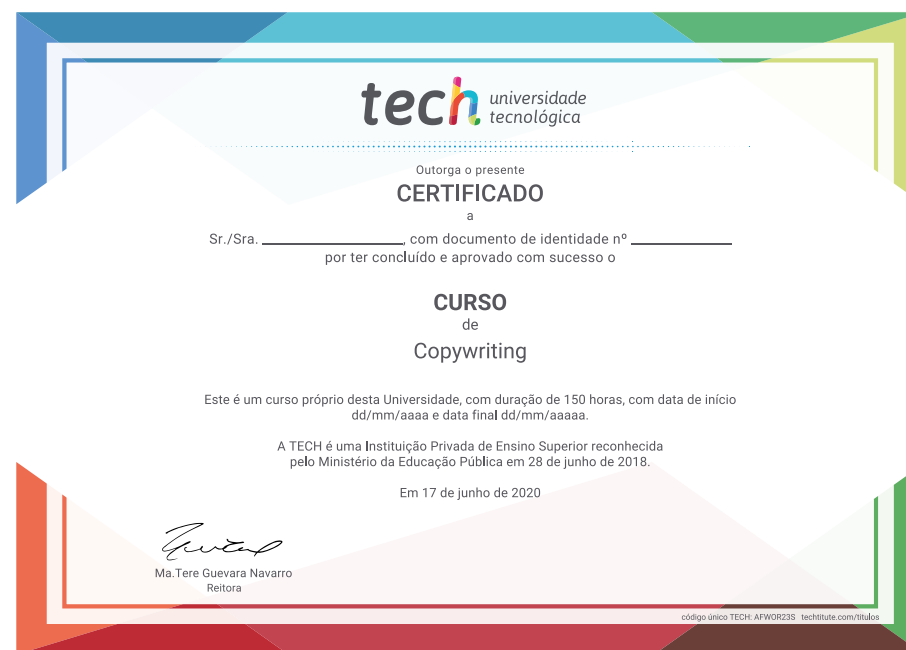 tech universidade
tecnológica
Outorga o presente
CERTIFICADO
a
Sr./Sra. , com documento de identidade nº
por ter concluído e aprovado com sucesso o
CURSO
de
Copywriting
Este é um curso próprio desta Universidade, com duração de 150 horas, com data de início
dd/mm/aaaa e data final dd/mm/aaaaa.
A TECH é uma Instituição Privada de Ensino Superior reconhecida
pelo Ministério da Educação Pública em 28 de junho de 2018.
Em 17 de junho de 2020
Ma.Tere Guevara Navarro
Reitora
código único TECH: AFWOR23S techtitute.com/titulos